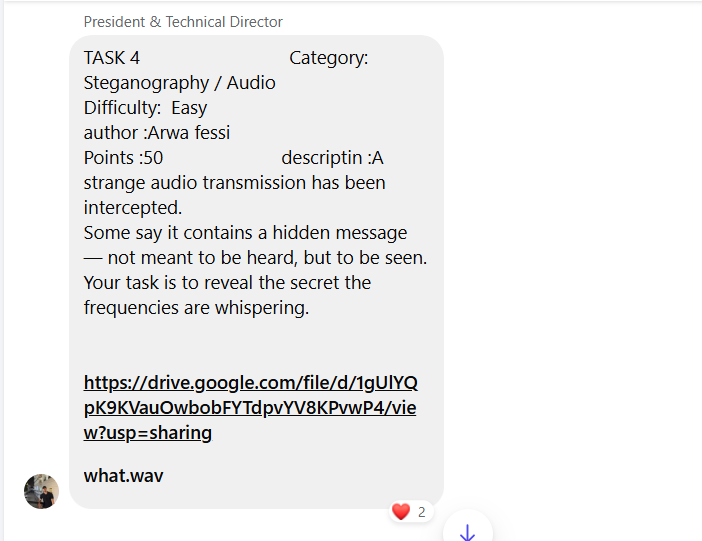 President & Technical Director
TASK 4 Category:
Steganography / Audio
Difficulty: Easy
author :Arwa fessi
Points :50 descriptin :A
strange audio transmission has been
intercepted.
Some say it contains a hidden message
— not meant to be heard, but to be seen.
Your task is to reveal the secret the
frequencies are whispering.
https://drive.google.com/file/d/1gUlYQ
pK9KVauOwbobFYTdpvYV8KPvwP4/vie
w?usp=sharing
what.wav
2